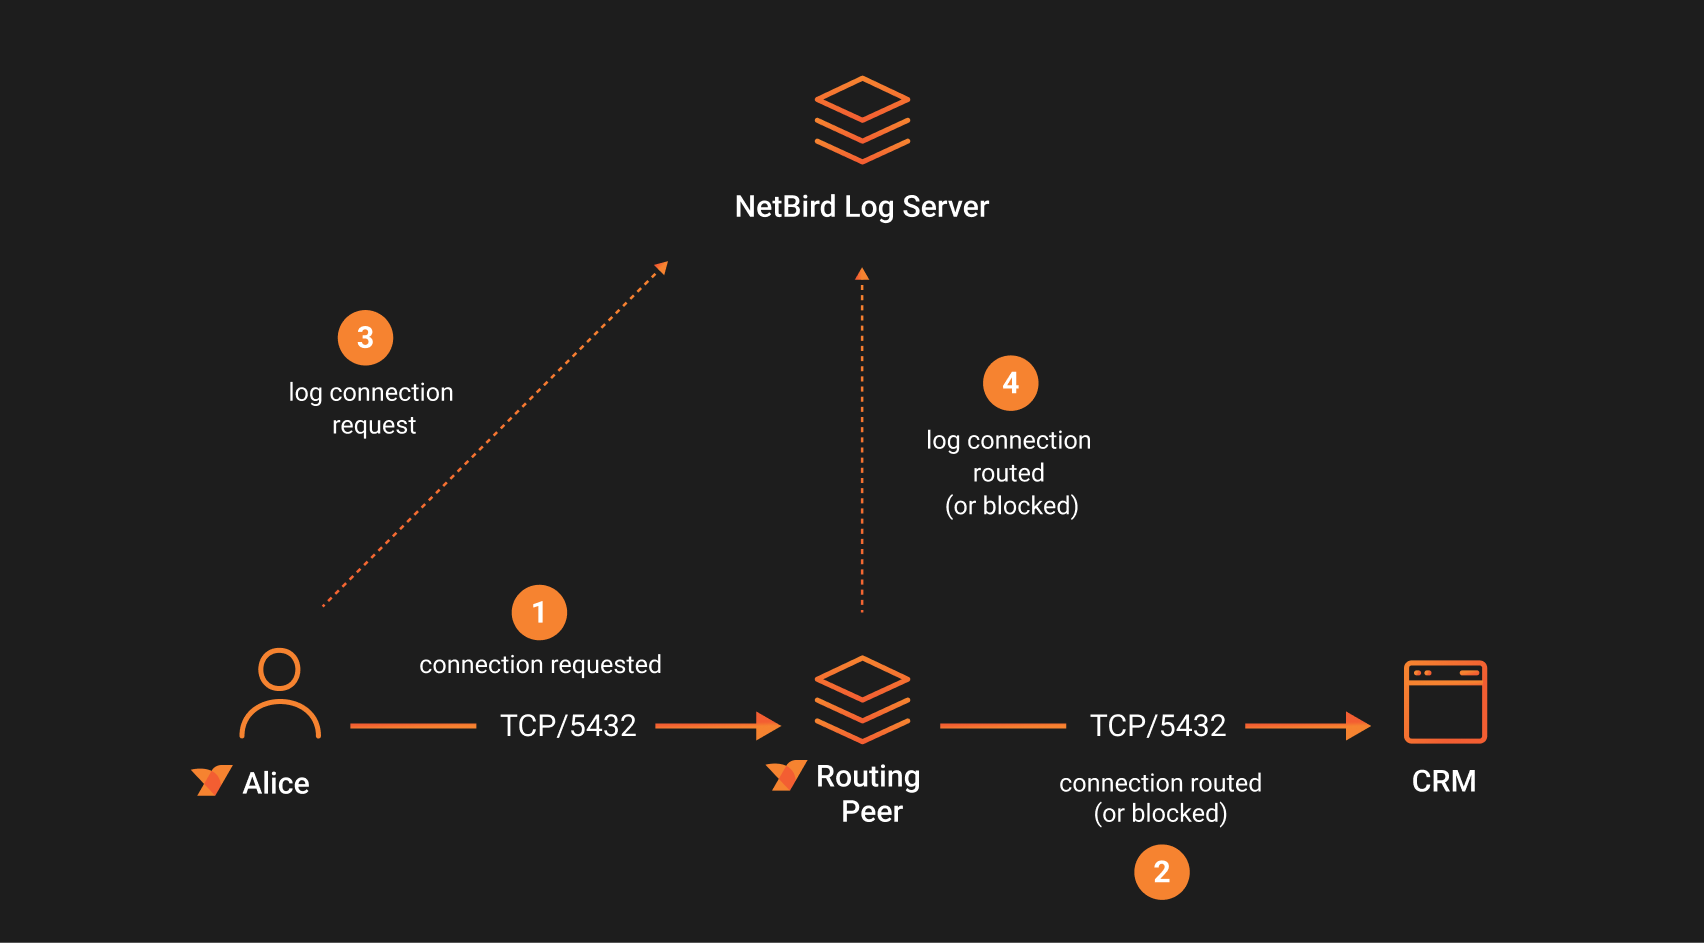 NetBird Log Server
3
log connection
request
4
log connection
routed
(or blocked)
1
connection requested
TCP/5432
TCP/5432
Alice
Routing
Peer
connection routed
(or blocked)
2
CRM